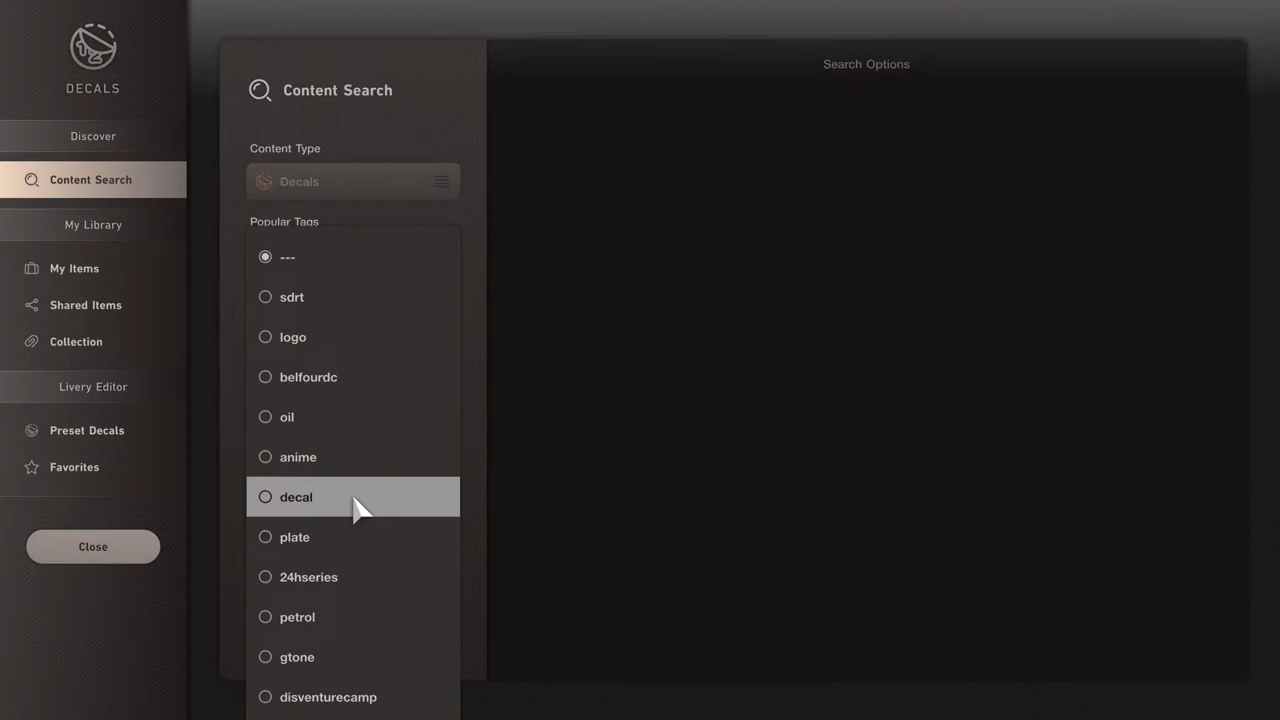 DECALS
Discover
Content Search
My Library
My Items
Shared Items
Collection
Livery Editor
Preset Decals
Favorites
Close
Content Search
Content Type
Decals
Popular Tags
---
sdrt
logo
belfourdc
oil
anime
decal
plate
24hseries
petrol
gtone
disventurecamp
Search Options